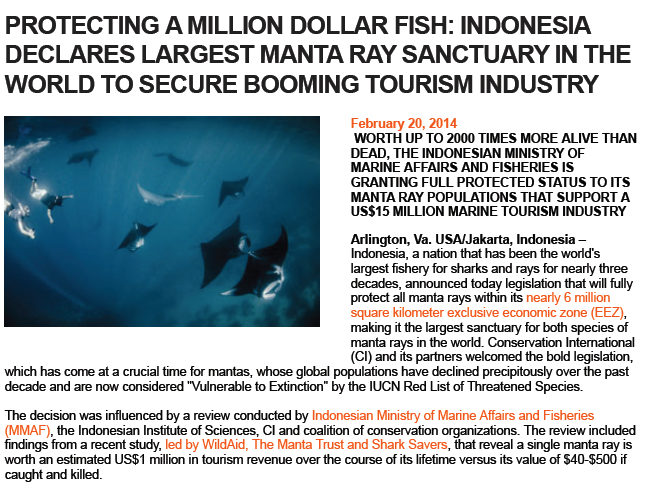 PROTECTING A MILLION DOLLAR FISH: INDONESIA
DECLARES LARGEST MANTA RAY SANCTUARY IN THE
WORLD TO SECURE BOOMING TOURISM INDUSTRY
February 20, 2014
WORTH UP TO 2000 TIMES MORE ALIVE THAN
DEAD, THE INDONESIAN MINISTRY OF
MARINE AFFAIRS AND FISHERIES IS
GRANTING FULL PROTECTED STATUS TO ITS
MANTA RAY POPULATIONS THAT SUPPORT A
US$15 MILLION MARINE TOURISM INDUSTRY
Arlington, Va. USA/Jakarta, Indonesia –
Indonesia, a nation that has been the world's
largest fishery for sharks and rays for nearly three
decades, announced today legislation that will fully
protect all manta rays within its nearly 6 million
square kilometer exclusive economic zone (EEZ),
making it the largest sanctuary for both species of
manta rays in the world. Conservation International
(CI) and its partners welcomed the bold legislation,
which has come at a crucial time for mantas, whose global populations have declined precipitously over the past
decade and are now considered "Vulnerable to Extinction" by the IUCN Red List of Threatened Species.
The decision was influenced by a review conducted by Indonesian Ministry of Marine Affairs and Fisheries
(MMAF), the Indonesian Institute of Sciences, CI and coalition of conservation organizations. The review included
findings from a recent study, led by WildAid, The Manta Trust and Shark Savers, that reveal a single manta ray is
worth an estimated US$1 million in tourism revenue over the course of its lifetime versus its value of $40-$500 if
caught and killed.